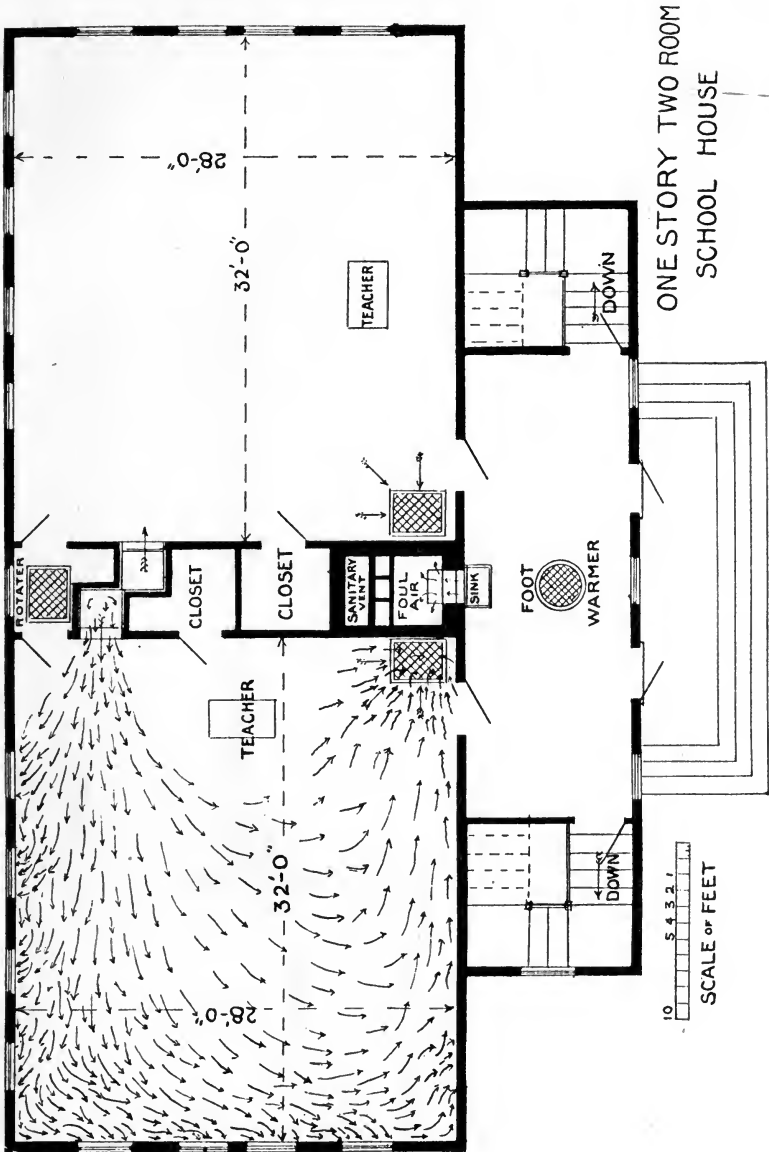 ONE STORY TWO ROOM
SCHOOL HOUSE
28'-0"
32'-0"
TEACHER
ROTATER
CLOSET
CLOSET
SANITARY
VENT
FOUL
AIR
SINK
FOOT
WARMER
DOWN
TEACHER
32'-0"
28'-0"
DOWN
10 5 4 3 2 1
SCALE OF FEET